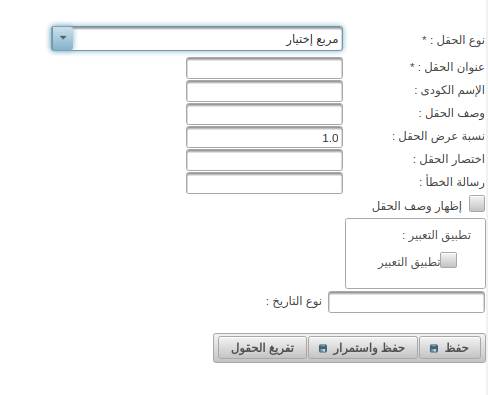 نوع الحقل : * مربع إختيار
عنوان الحقل : *
الإسم الكودى :
وصف الحقل :
نسبة عرض الحقل : 1.0
اختصار الحقل :
رسالة الخطأ :
إظهار وصف الحقل
تطبيق التعبير :
تطبيق التعبير
نوع التاريخ :
حفظ حفظ واستمرار تفريغ الحقول